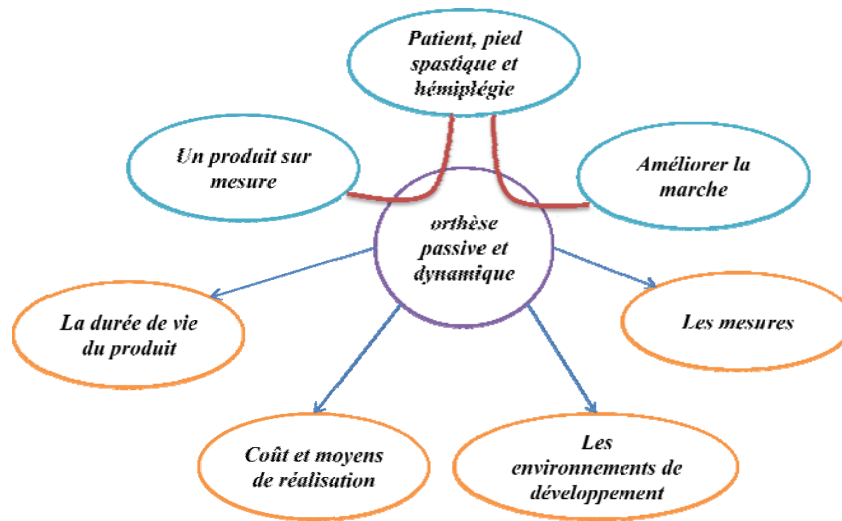 Patient, pied
spastique et
hémiplégie
Un produit sur
mesure
Améliorer la
marche
orthèse
passive et
dynamique
La durée de vie
du produit
Les mesures
Coût et moyens
de réalisation
Les
environnements de
développement